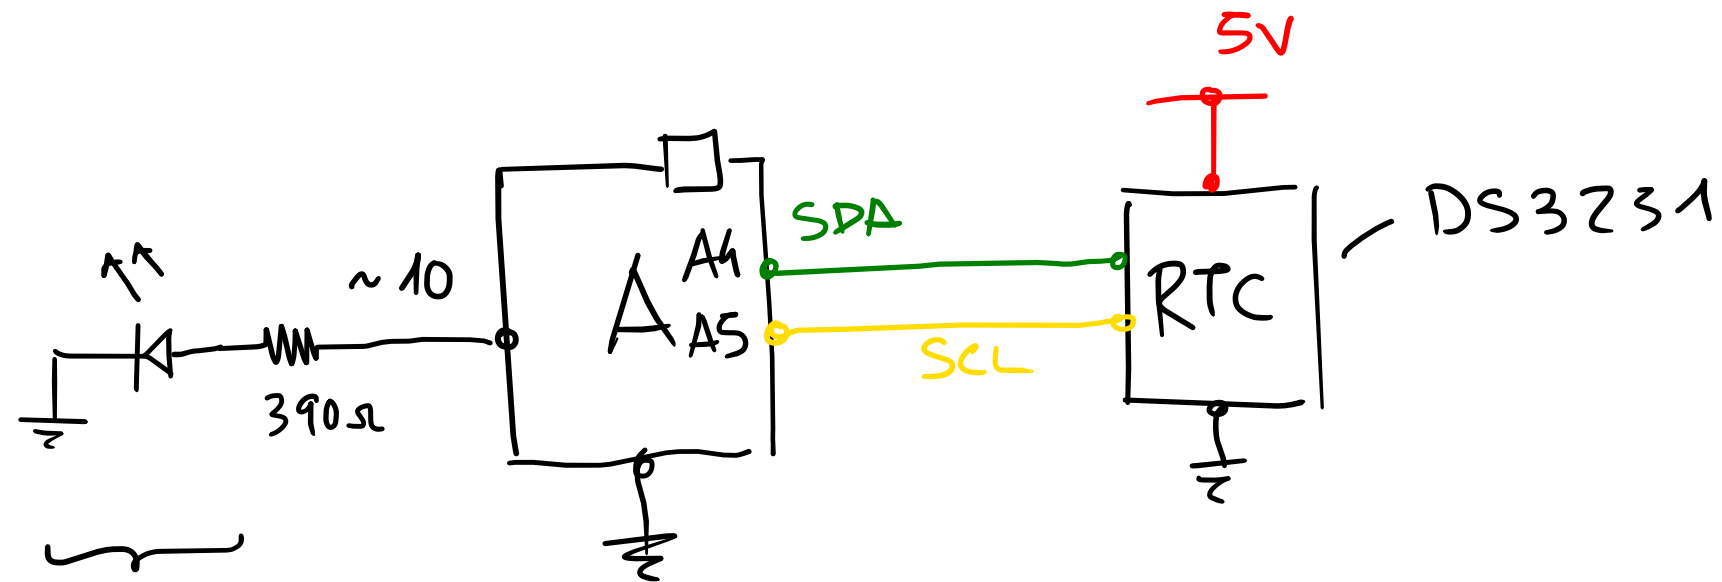 5V
DS3231
SDA
A4
~10
A
RTC
A5
SCL
390Ω